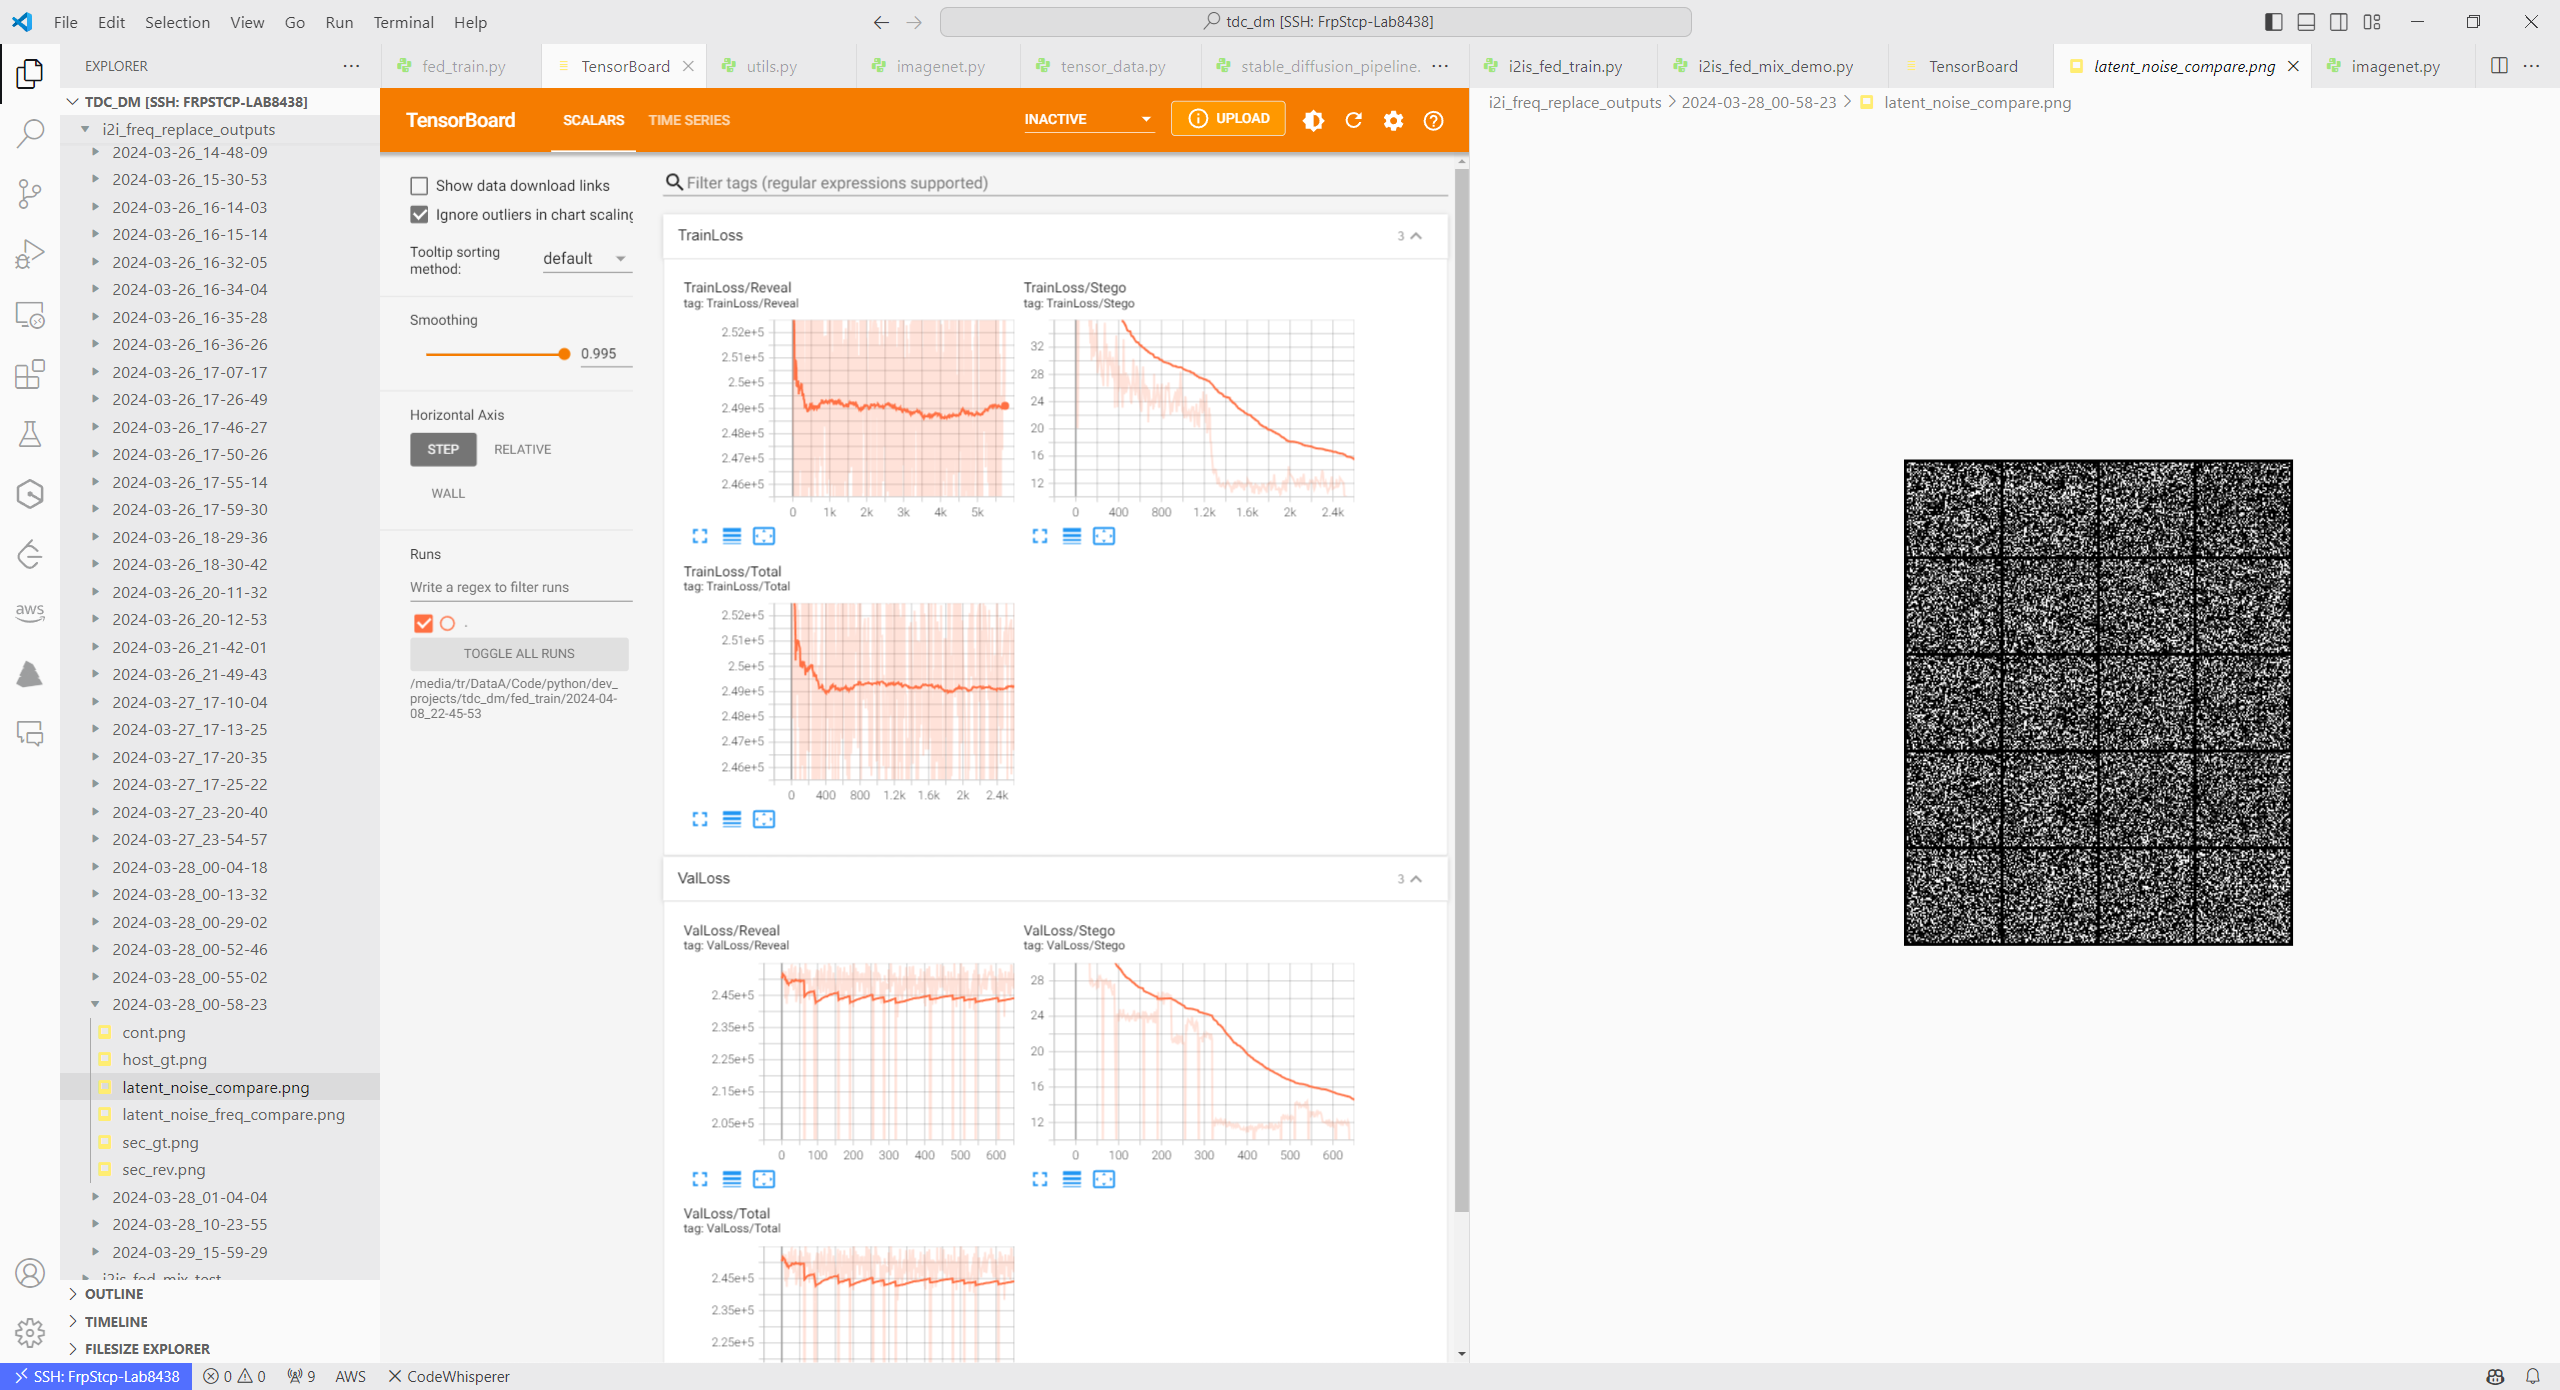 File Edit Selection View Go Run Terminal Help
tdc_dm [SSH: FrpStcp-Lab8438]
EXPLORER
fed_train.py
TensorBoard
utils.py
imagenet.py
tensor_data.py
stable_diffusion_pipeline.
i2is_fed_train.py
i2is_fed_mix_demo.py
TensorBoard
latent_noise_compare.png
imagenet.py
TDC_DM [SSH: FRPSTCP-LAB8438]
i2i_freq_replace_outputs
2024-03-26_14-48-09
2024-03-26_15-30-53
2024-03-26_16-14-03
2024-03-26_16-15-14
2024-03-26_16-32-05
2024-03-26_16-34-04
2024-03-26_16-35-28
2024-03-26_16-36-26
2024-03-26_17-07-17
2024-03-26_17-26-49
2024-03-26_17-46-27
2024-03-26_17-50-26
2024-03-26_17-55-14
2024-03-26_17-59-30
2024-03-26_18-29-36
2024-03-26_18-30-42
2024-03-26_20-11-32
2024-03-26_20-12-53
2024-03-26_21-42-01
2024-03-26_21-49-43
2024-03-27_17-10-04
2024-03-27_17-13-25
2024-03-27_17-20-35
2024-03-27_17-25-22
2024-03-27_23-20-40
2024-03-27_23-54-57
2024-03-28_00-04-18
2024-03-28_00-13-32
2024-03-28_00-29-02
2024-03-28_00-52-46
2024-03-28_00-55-02
2024-03-28_00-58-23
cont.png
host_gt.png
latent_noise_compare.png
latent_noise_freq_compare.png
sec_gt.png
sec_rev.png
2024-03-28_01-04-04
2024-03-28_10-23-55
2024-03-29_15-59-29
i2is_fed_mix_test
OUTLINE
TIMELINE
FILESIZE EXPLORER
aws
TensorBoard SCALARS TIME SERIES INACTIVE UPLOAD
Show data download links
Ignore outliers in chart scaling
Tooltip sorting
method:
default
Smoothing
0.995
Horizontal Axis
STEP RELATIVE
WALL
Runs
Write a regex to filter runs
.
TOGGLE ALL RUNS
/media/tr/DataA/Code/python/dev_
projects/tdc_dm/fed_train/2024-04-
08_22-45-53
Filter tags (regular expressions supported)
TrainLoss 3
TrainLoss/Reveal
tag: TrainLoss/Reveal
2.52e+5
2.51e+5
2.5e+5
2.49e+5
2.48e+5
2.47e+5
2.46e+5
0 1k 2k 3k 4k 5k
TrainLoss/Stego
tag: TrainLoss/Stego
32
28
24
20
16
12
0 400 800 1.2k 1.6k 2k 2.4k
TrainLoss/Total
tag: TrainLoss/Total
2.52e+5
2.51e+5
2.5e+5
2.49e+5
2.48e+5
2.47e+5
2.46e+5
0 400 800 1.2k 1.6k 2k 2.4k
ValLoss 3
ValLoss/Reveal
tag: ValLoss/Reveal
2.45e+5
2.35e+5
2.25e+5
2.15e+5
2.05e+5
0 100 200 300 400 500 600
ValLoss/Stego
tag: ValLoss/Stego
28
24
20
16
12
0 100 200 300 400 500 600
ValLoss/Total
tag: ValLoss/Total
2.45e+5
2.35e+5
2.25e+5
i2i_freq_replace_outputs > 2024-03-28_00-58-23 > latent_noise_compare.png
SSH: FrpStcp-Lab8438 0 0 9 AWS CodeWhisperer